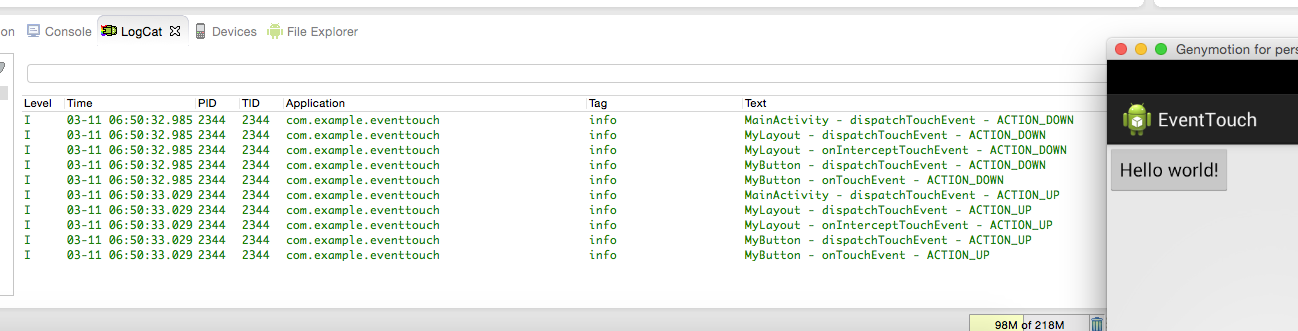 on Console LogCat Devices File Explorer
Genymotion for pers
Level Time PID TID Application Tag Text
I 03-11 06:50:32.985 2344 2344 com.example.eventtouch info MainActivity - dispatchTouchEvent - ACTION_DOWN
I 03-11 06:50:32.985 2344 2344 com.example.eventtouch info MyLayout - dispatchTouchEvent - ACTION_DOWN
I 03-11 06:50:32.985 2344 2344 com.example.eventtouch info MyLayout - onInterceptTouchEvent - ACTION_DOWN
I 03-11 06:50:32.985 2344 2344 com.example.eventtouch info MyButton - dispatchTouchEvent - ACTION_DOWN
I 03-11 06:50:32.985 2344 2344 com.example.eventtouch info MyButton - onTouchEvent - ACTION_DOWN
I 03-11 06:50:33.029 2344 2344 com.example.eventtouch info MainActivity - dispatchTouchEvent - ACTION_UP
I 03-11 06:50:33.029 2344 2344 com.example.eventtouch info MyLayout - dispatchTouchEvent - ACTION_UP
I 03-11 06:50:33.029 2344 2344 com.example.eventtouch info MyLayout - onInterceptTouchEvent - ACTION_UP
I 03-11 06:50:33.029 2344 2344 com.example.eventtouch info MyButton - dispatchTouchEvent - ACTION_UP
I 03-11 06:50:33.029 2344 2344 com.example.eventtouch info MyButton - onTouchEvent - ACTION_UP
EventTouch
Hello world!
98M of 218M